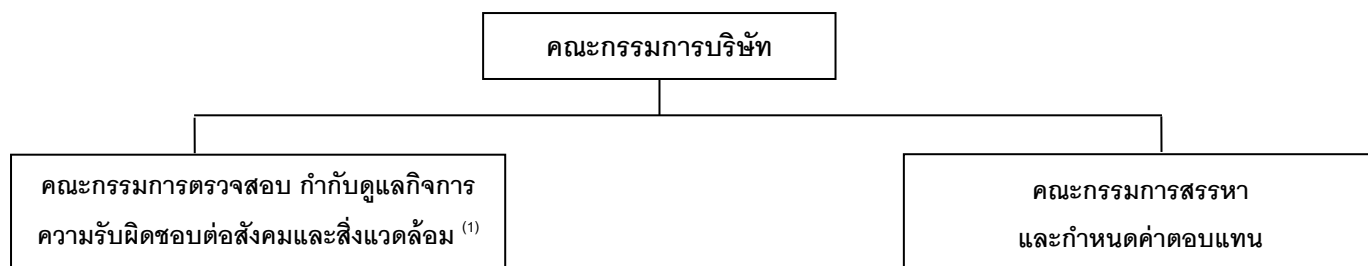 คณะกรรมการบริษัท
คณะกรรมการตรวจสอบ กำกับดูแลกิจการ
ความรับผิดชอบต่อสังคมและสิ่งแวดล้อม (1)
คณะกรรมการสรรหา
และกำหนดค่าตอบแทน